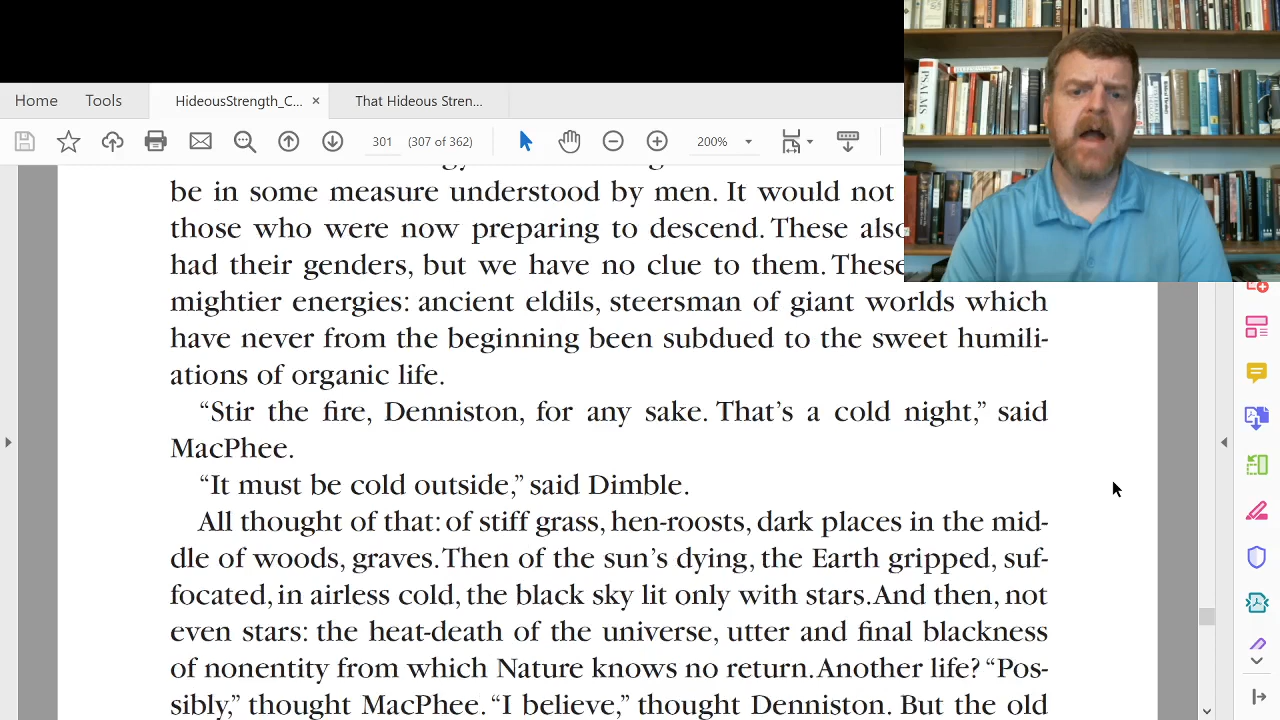 Home
Tools
HideousStrength_C... ×
That Hideous Stren...
301
(307 of 362)
200%
be in some measure understood by men. It would not
those who were now preparing to descend. These also
had their genders, but we have no clue to them. These
mightier energies: ancient eldils, steersman of giant worlds which
have never from the beginning been subdued to the sweet humili-
ations of organic life.
“Stir the fire, Denniston, for any sake. That’s a cold night,” said
MacPhee.
“It must be cold outside,” said Dimble.
All thought of that: of stiff grass, hen-roosts, dark places in the mid-
dle of woods, graves. Then of the sun’s dying, the Earth gripped, suf-
focated, in airless cold, the black sky lit only with stars. And then, not
even stars: the heat-death of the universe, utter and final blackness
of nonentity from which Nature knows no return. Another life? “Pos-
sibly,” thought MacPhee. “I believe,” thought Denniston. But the old
PSALMS